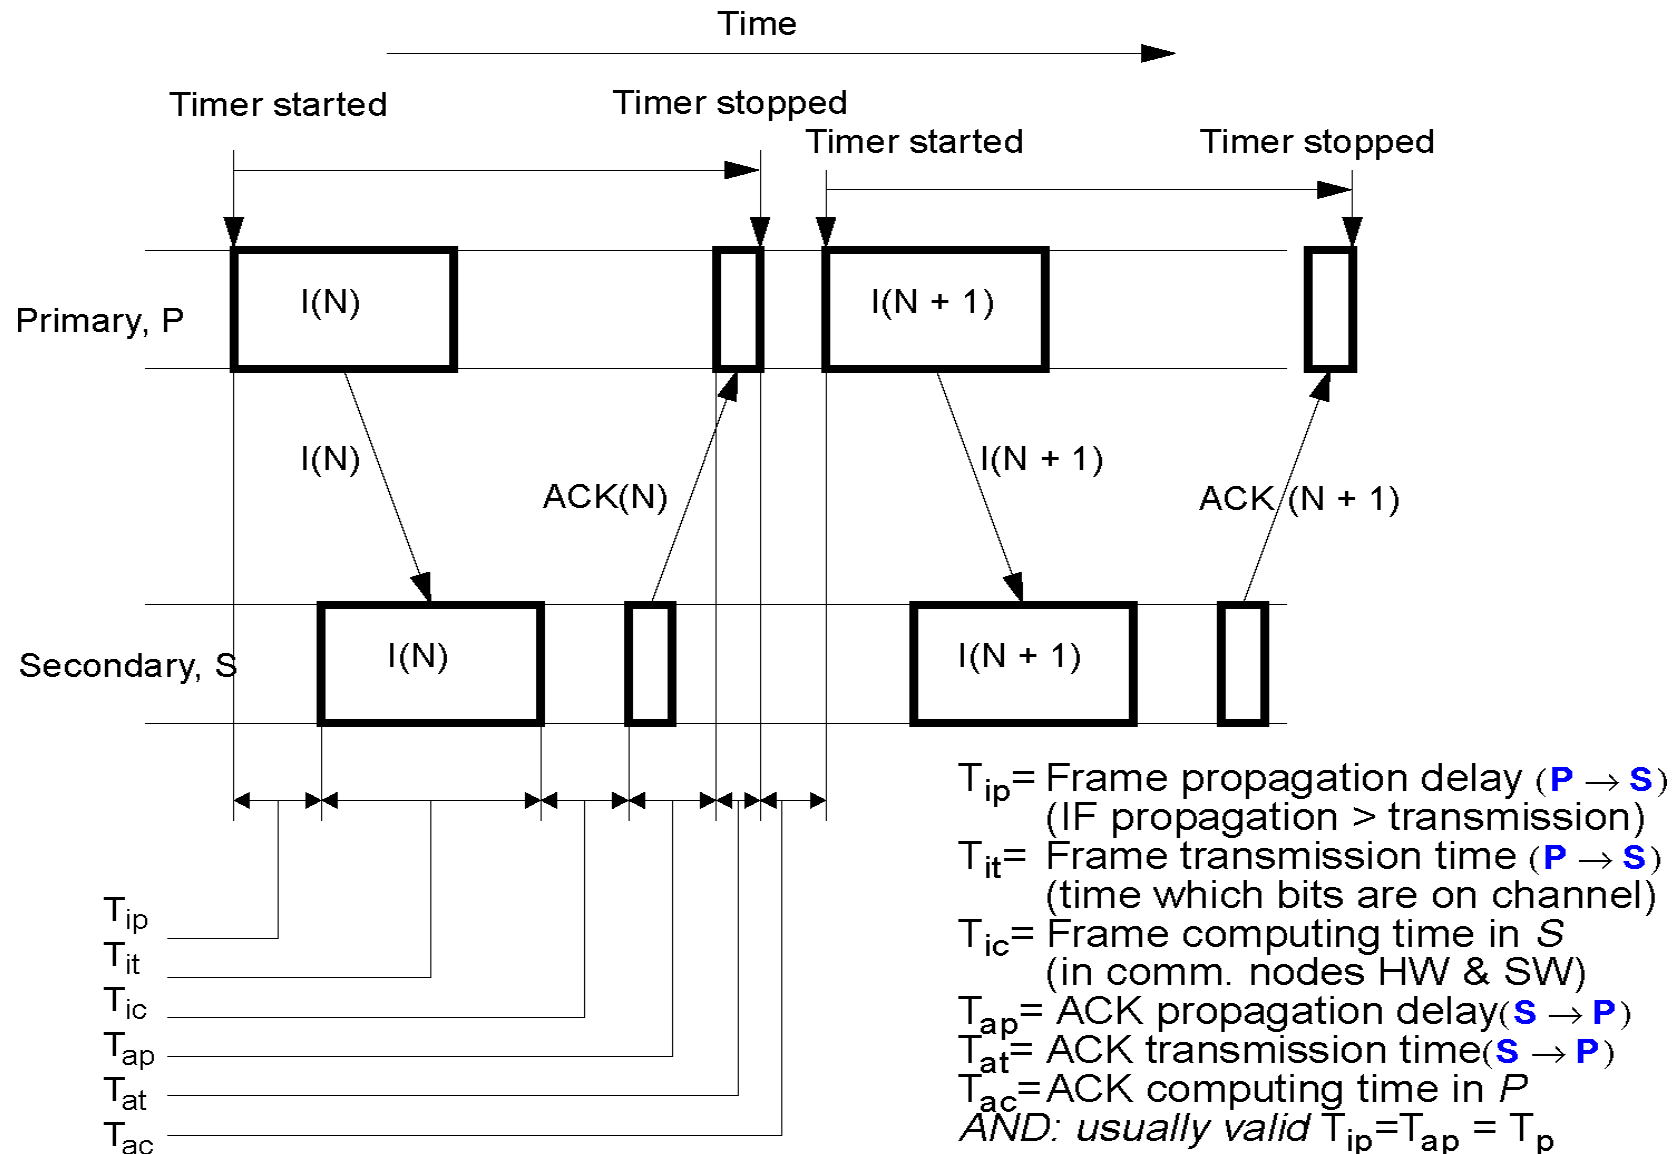 Time
Timer started
Timer stopped
Timer started
Timer stopped
Primary, P
I(N)
I(N + 1)
I(N)
ACK(N)
I(N + 1)
ACK (N + 1)
Secondary, S
I(N)
I(N + 1)
Tip
Tit
Tic
Tap
Tat
Tac
Tip= Frame propagation delay (P → S)
(IF propagation > transmission)
Tit= Frame transmission time (P → S)
(time which bits are on channel)
Tic= Frame computing time in S
(in comm. nodes HW & SW)
Tap= ACK propagation delay(S → P)
Tat= ACK transmission time(S → P)
Tac=ACK computing time in P
AND: usually valid Tip=Tap = Tp